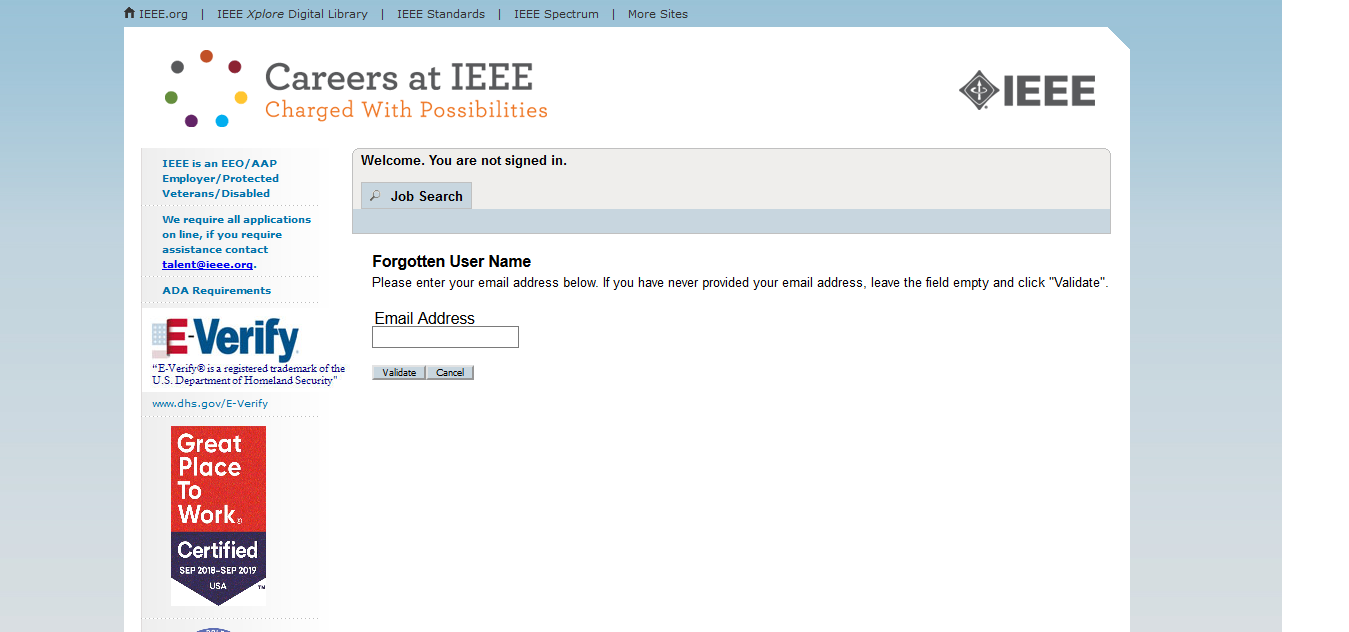 IEEE.org | IEEE Xplore Digital Library | IEEE Standards | IEEE Spectrum | More Sites
Careers at IEEE
Charged With Possibilities
IEEE
IEEE is an EEO/AAP
Employer/Protected
Veterans/Disabled
We require all applications
on line, if you require
assistance contact
talent@ieee.org.
ADA Requirements
E-Verify
“E-Verify® is a registered trademark of the
U.S. Department of Homeland Security”
www.dhs.gov/E-Verify
Great
Place
To
Work®
Certified
SEP 2018–SEP 2019
USA
™
Welcome. You are not signed in.
Job Search
Forgotten User Name
Please enter your email address below. If you have never provided your email address, leave the field empty and click "Validate".
Email Address
Validate Cancel